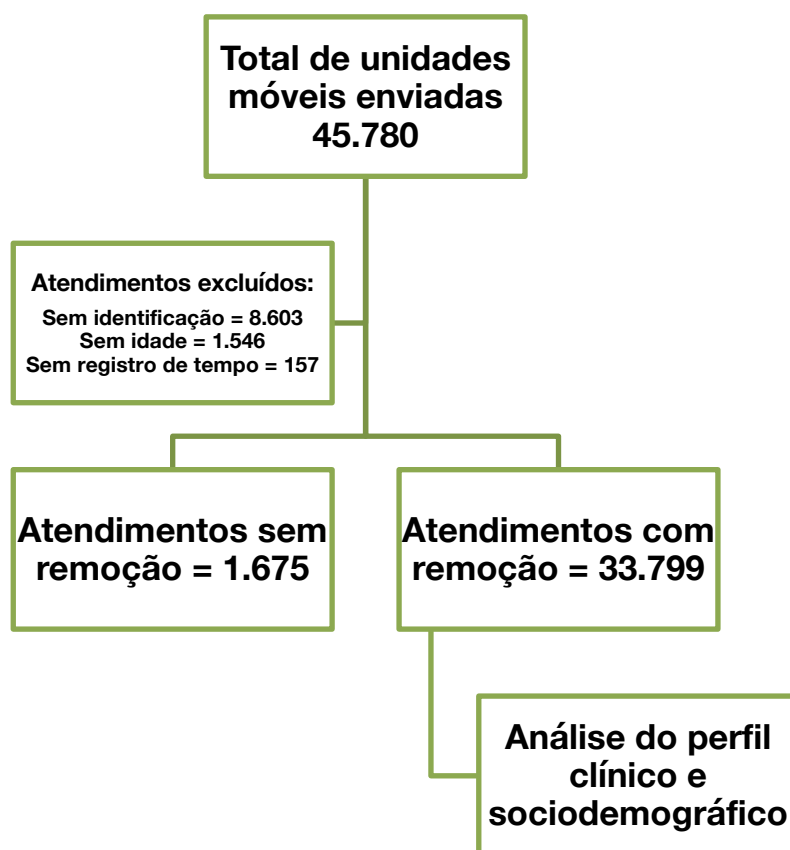 Total de unidades
móveis enviadas
45.780
Atendimentos excluídos:
Sem identificação = 8.603
Sem idade = 1.546
Sem registro de tempo = 157
Atendimentos sem
remoção = 1.675
Atendimentos com
remoção = 33.799
Análise do perfil
clínico e
sociodemográfico